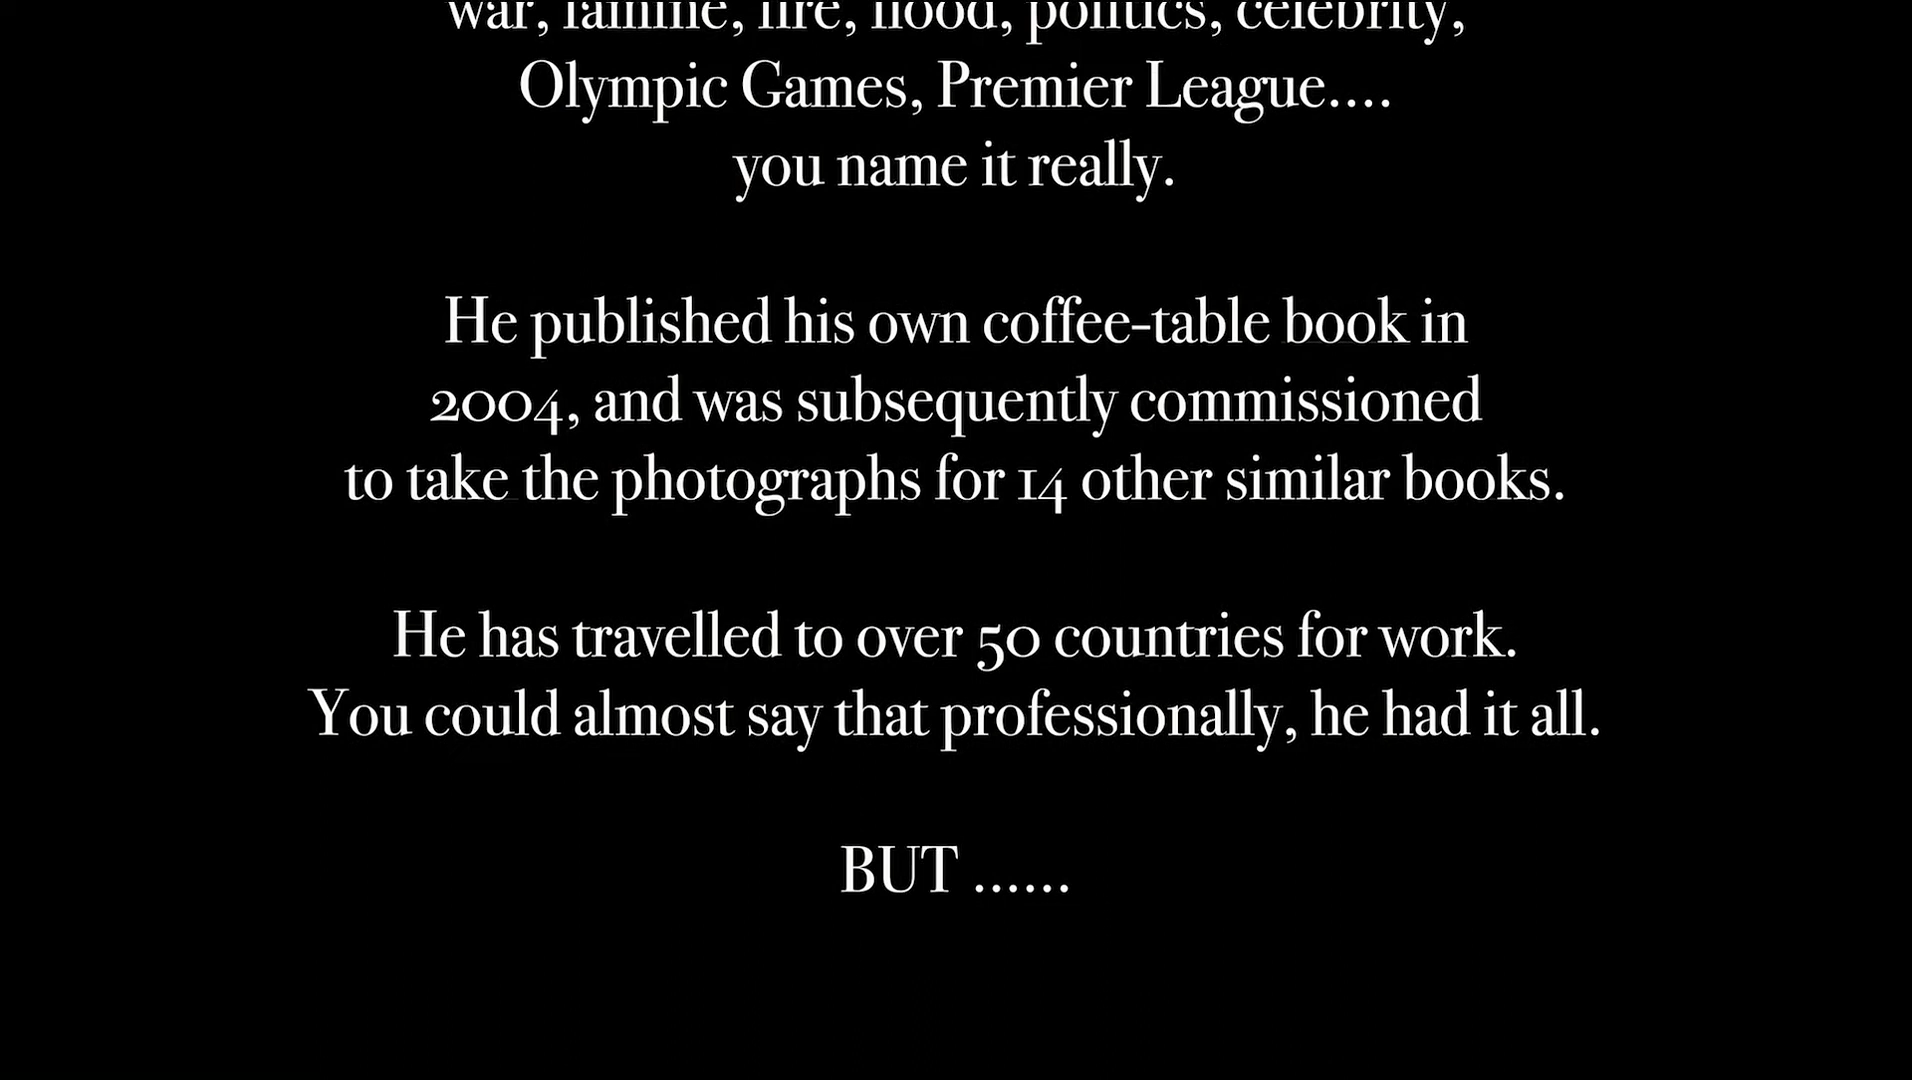 war, famine, fire, flood, politics, celebrity,
Olympic Games, Premier League....
you name it really.
He published his own coffee-table book in
2004, and was subsequently commissioned
to take the photographs for 14 other similar books.
He has travelled to over 50 countries for work.
You could almost say that professionally, he had it all.
BUT ......